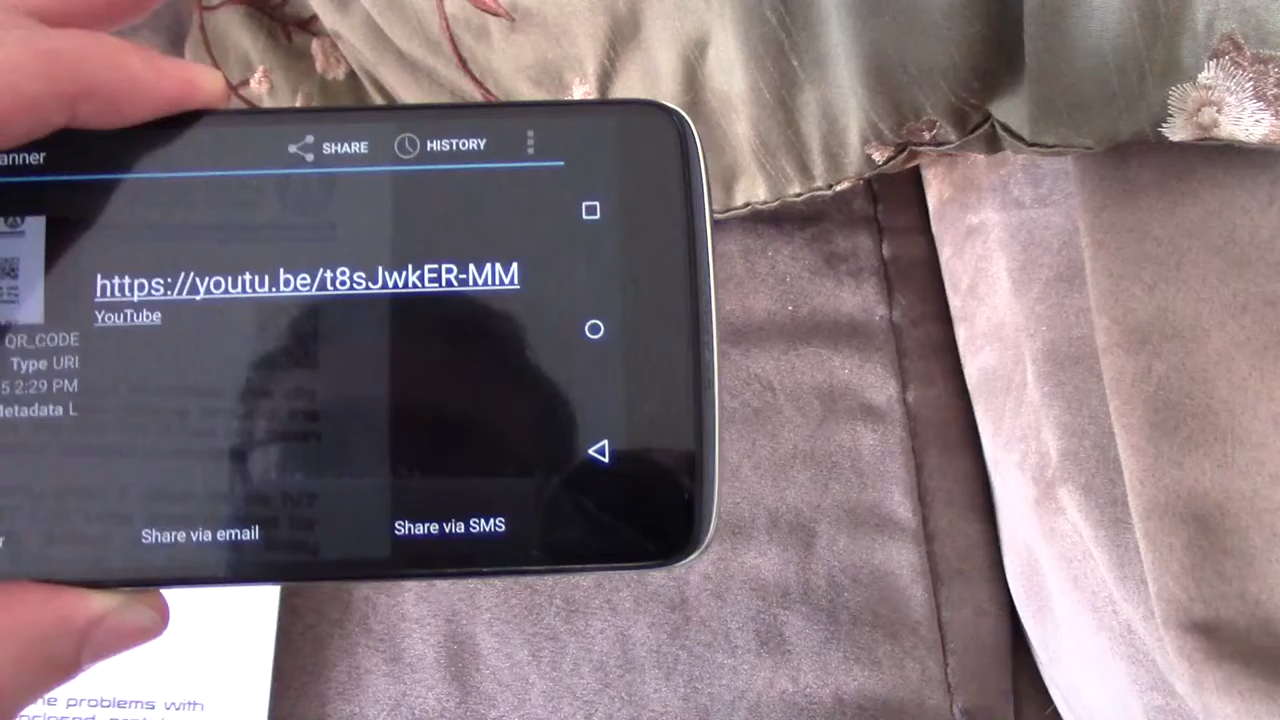 anner
SHARE
HISTORY
https://youtu.be/t8sJwkER-MM
YouTube
QR_CODE
Type URI
5 2:29 PM
Metadata L
r
Share via email
Share via SMS
he problems with